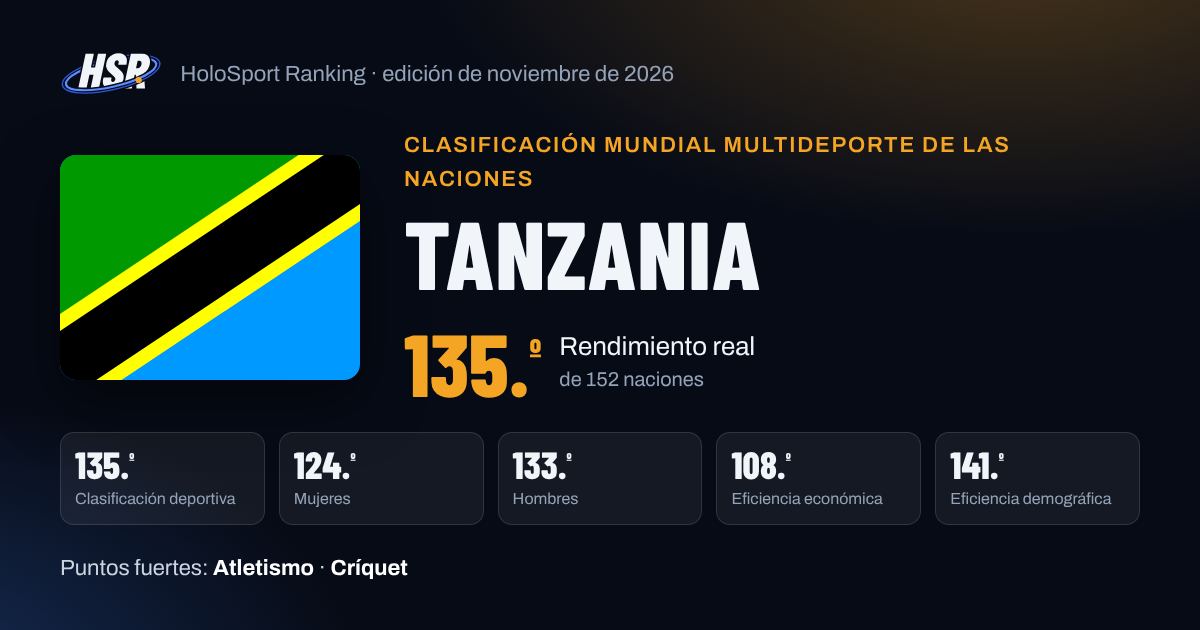 HSR
HoloSport Ranking · edición de noviembre de 2026
CLASIFICACIÓN MUNDIAL MULTIDEPORTE DE LAS
NACIONES
TANZANIA
135.º
Rendimiento real
de 152 naciones
135.º
Clasificación deportiva
124.º
Mujeres
133.º
Hombres
108.º
Eficiencia económica
141.º
Eficiencia demográfica
Puntos fuertes: Atletismo · Críquet